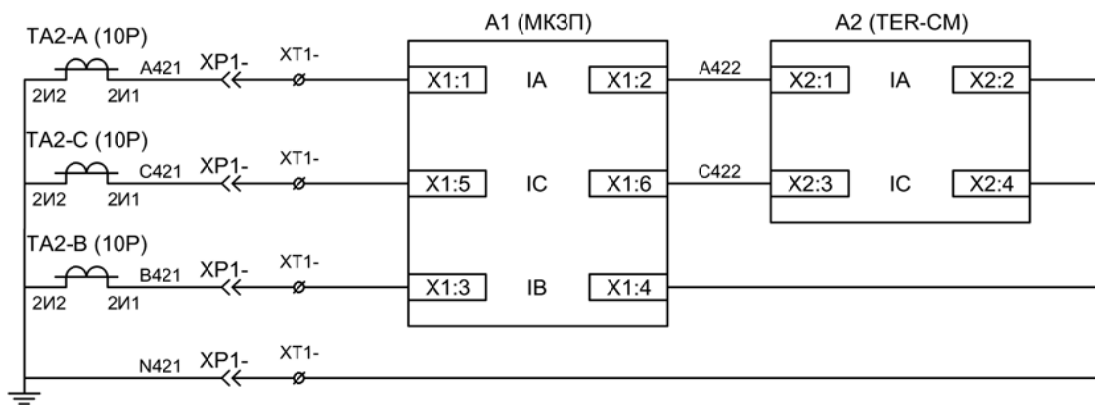 A1 (МКЗП)
A2 (TER-CM)
TA2-A (10P)
A421
XP1-
XT1-
2И2
2И1
X1:1
IA
X1:2
A422
X2:1
IA
X2:2
TA2-C (10P)
C421
XP1-
XT1-
2И2
2И1
X1:5
IC
X1:6
C422
X2:3
IC
X2:4
TA2-B (10P)
B421
XP1-
XT1-
2И2
2И1
X1:3
IB
X1:4
N421
XP1-
XT1-